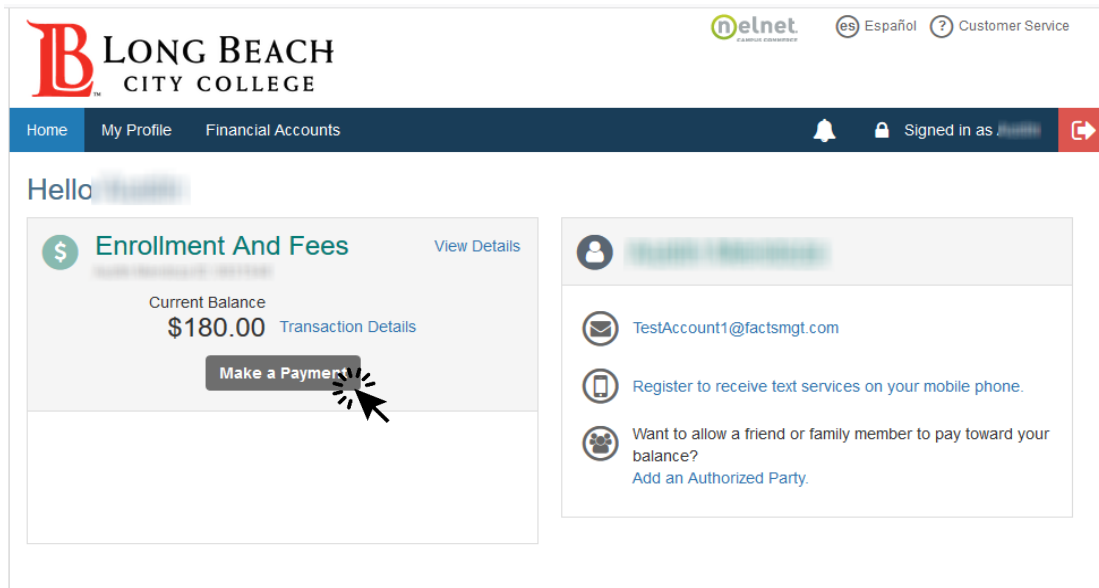 LB LONG BEACH
CITY COLLEGE
nelnet
CAMPUS COMMERCE
es Español ? Customer Service
Home My Profile Financial Accounts Signed in as
Hello
$ Enrollment And Fees View Details
Current Balance
$180.00 Transaction Details
Make a Payment
TestAccount1@factsmgt.com
Register to receive text services on your mobile phone.
Want to allow a friend or family member to pay toward your
balance?
Add an Authorized Party.